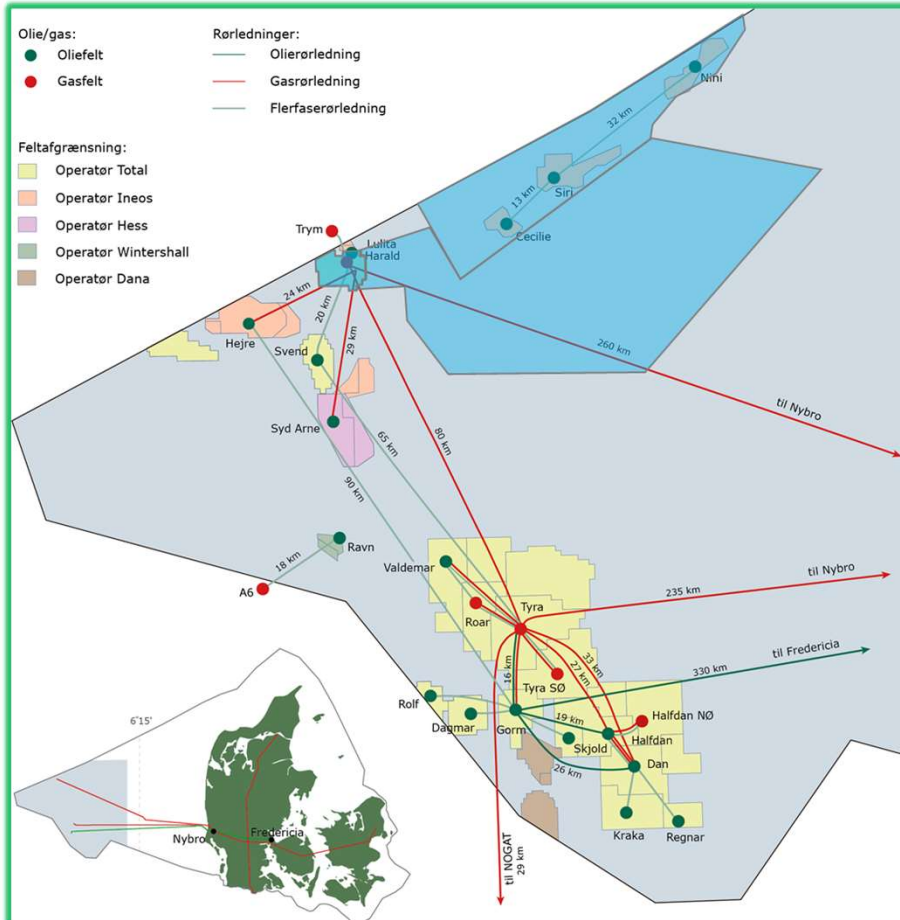 Olie/gas:
Oliefelt
Gasfelt
Rørledninger:
Olierørledning
Gasrørledning
Flerfaserørledning
Feltafgrænsning:
Operatør Total
Operatør Ineos
Operatør Hess
Operatør Wintershall
Operatør Dana
Nini
32 km
Siri
13 km
Cecilie
Trym
Lulita
Harald
24 km
20 km
29 km
Hejre
Svend
260 km
til Nybro
Syd Arne
65 km
80 km
90 km
Ravn
18 km
A6
Valdemar
Roar
Tyra
235 km
til Nybro
33 km
27 km
16 km
Tyra SØ
330 km
til Fredericia
Rolf
Dagmar
Gorm
19 km
Skjold
Halfdan NØ
Halfdan
26 km
Dan
Kraka
Regnar
til NOGAT
29 km
6°15'
Nybro
Fredericia